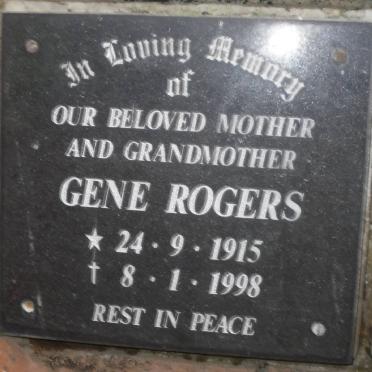 In Loving Memory
of
OUR BELOVED MOTHER
AND GRANDMOTHER
GENE ROGERS
★ 24 · 9 · 1915
† 8 · 1 · 1998
REST IN PEACE